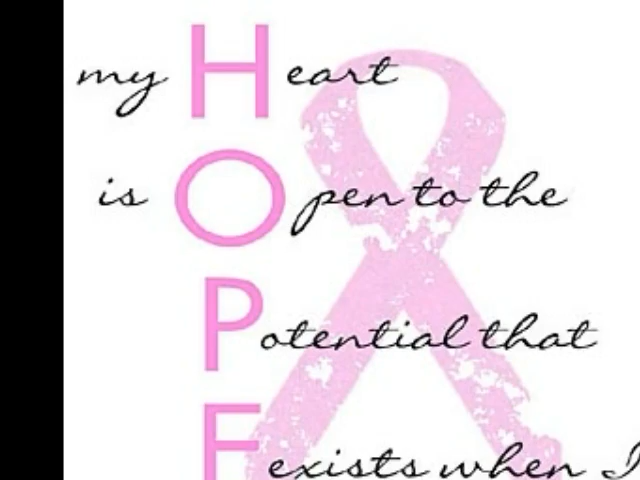 my Heart
is Open to the
Potential that
E exists when I